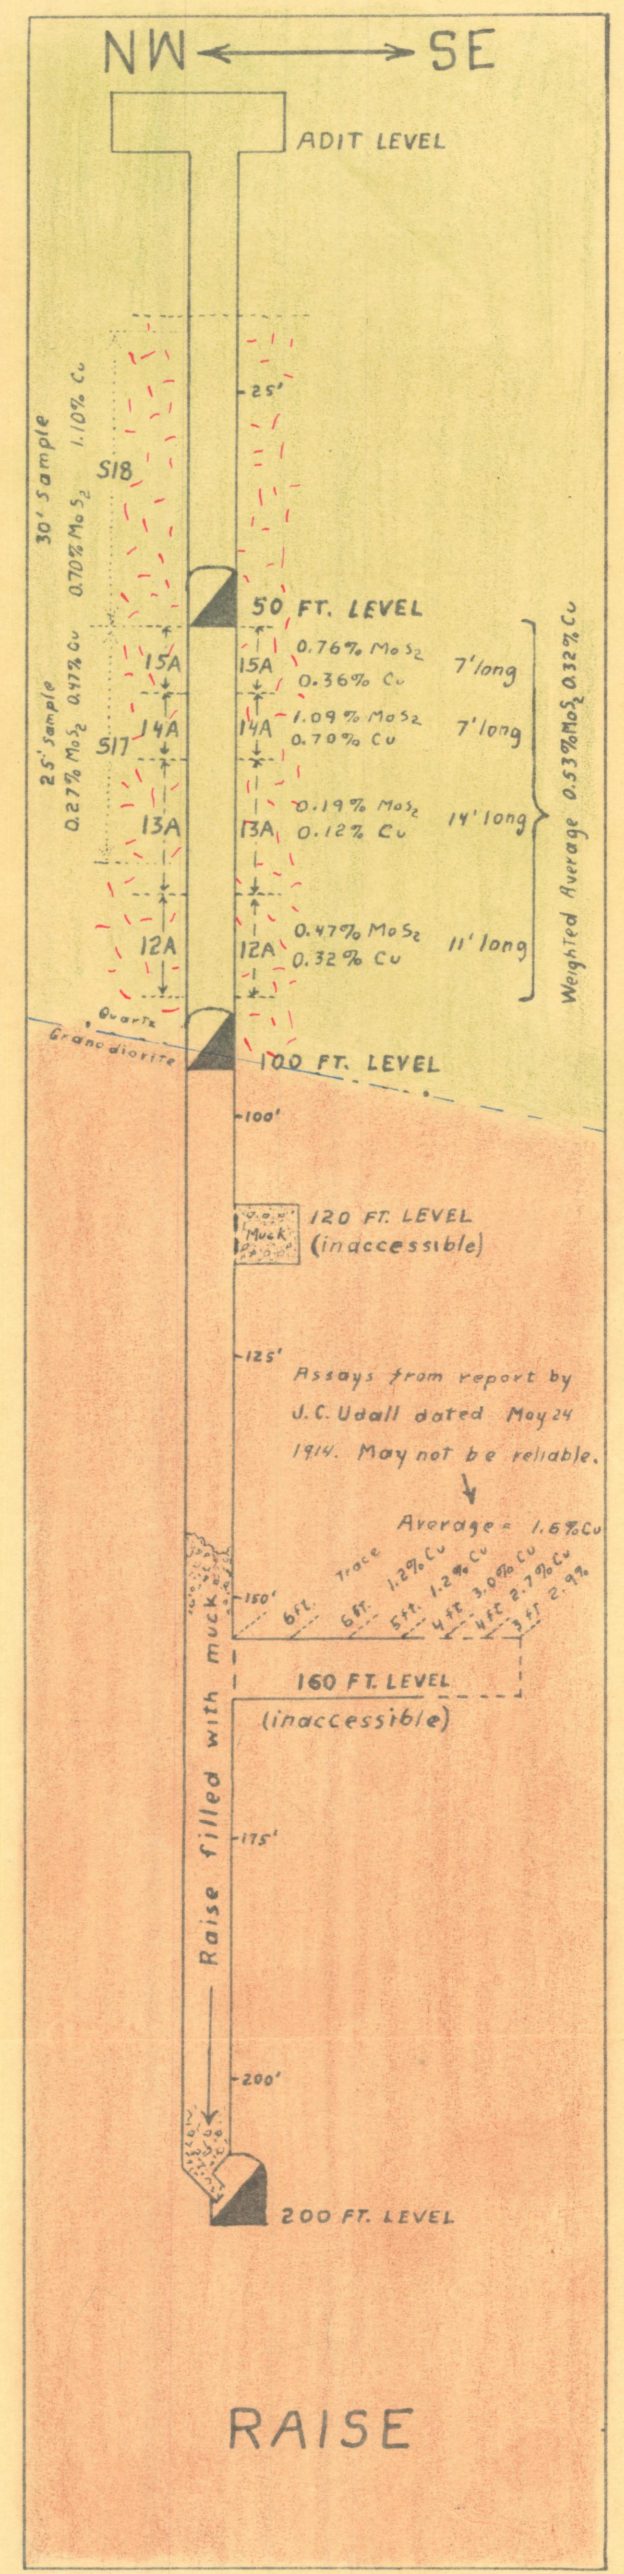 NW SE
ADIT LEVEL
25'
30' Sample
0.70% MoS2 1.10% Cu
S18
50 FT. LEVEL
25' Sample
0.27% MoS2 0.47% Cu
S17
15A 15A 0.76% MoS2 7' long
0.36% Cu
14A 14A 1.09% MoS2 7' long
0.70% Cu
13A 13A 0.19% MoS2 14' long
0.12% Cu
12A 12A 0.47% MoS2 11' long
0.32% Cu
Weighted Average 0.53% MoS2 0.32% Cu
Quartz
Granodiorite
100 FT. LEVEL
100'
Muck
120 FT. LEVEL
(inaccessible)
125'
Assays from report by
J.C. Udall dated May 24
1914. May not be reliable.
Average = 1.6% Cu
150'
6 ft. Trace
6 ft. 1.2% Cu
5 ft. 1.2% Cu
4 ft 3.0% Cu
4 ft 2.7% Cu
3 ft 2.9%
160 FT. LEVEL
(inaccessible)
Raise filled with muck
175'
200'
200 FT. LEVEL
RAISE